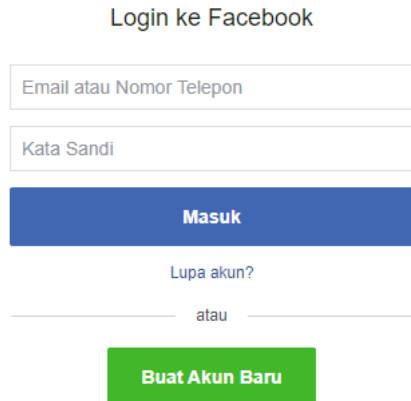 Login ke Facebook
Email atau Nomor Telepon
Kata Sandi
Masuk
Lupa akun?
atau
Buat Akun Baru